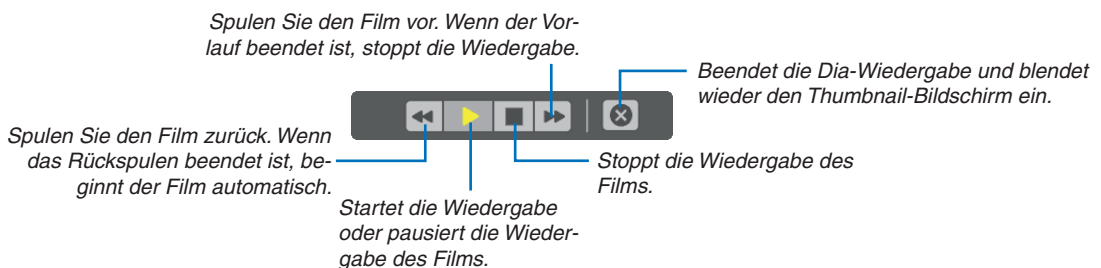 Spulen Sie den Film vor. Wenn der Vor-
lauf beendet ist, stoppt die Wiedergabe.
Beendet die Dia-Wiedergabe und blendet
wieder den Thumbnail-Bildschirm ein.
Spulen Sie den Film zurück. Wenn
das Rückspulen beendet ist, be-
ginnt der Film automatisch.
Stoppt die Wiedergabe des
Films.
Startet die Wiedergabe
oder pausiert die Wieder-
gabe des Films.